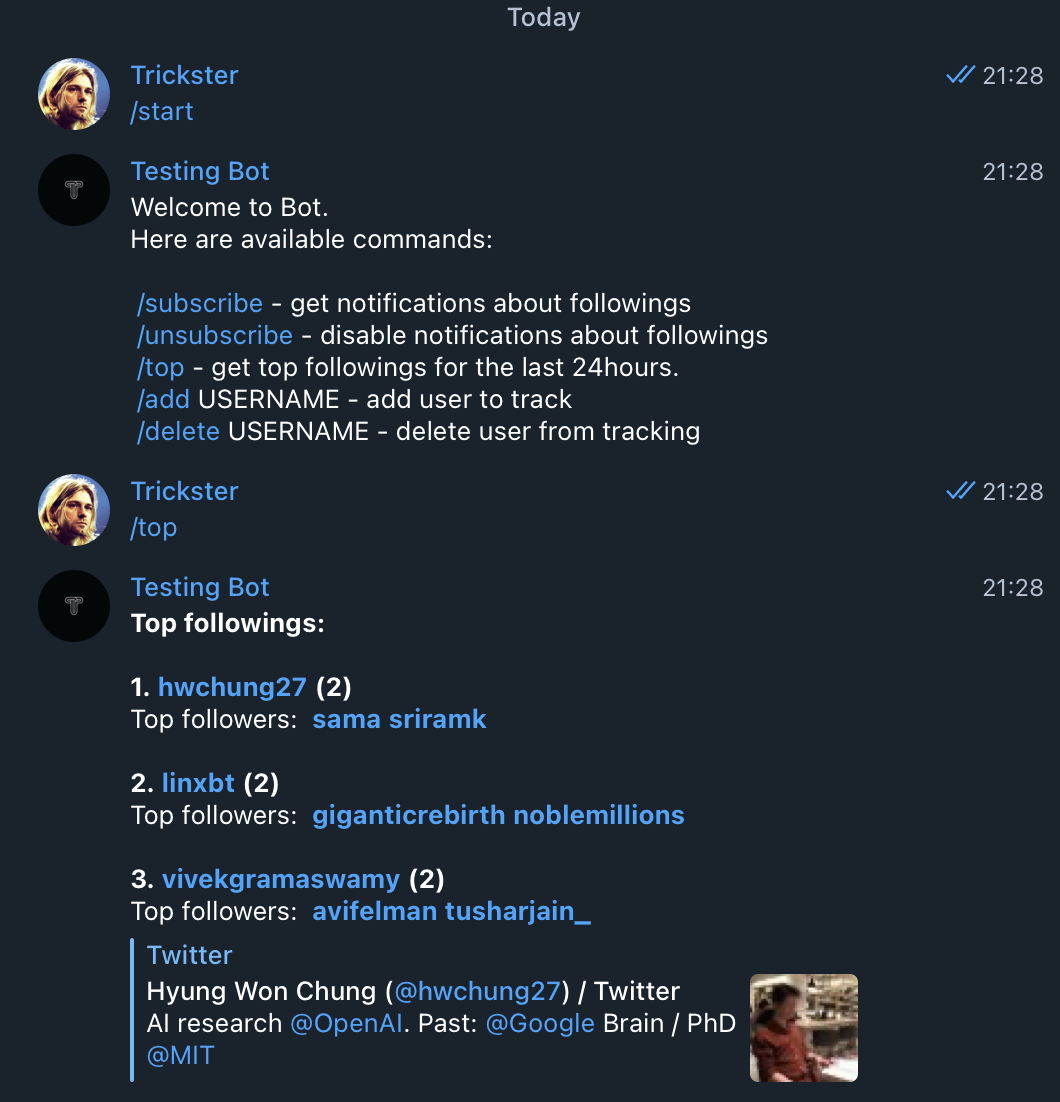 Today
Trickster 21:28
/start
T
Testing Bot 21:28
Welcome to Bot.
Here are available commands:
/subscribe - get notifications about followings
/unsubscribe - disable notifications about followings
/top - get top followings for the last 24hours.
/add USERNAME - add user to track
/delete USERNAME - delete user from tracking
Trickster 21:28
/top
T
Testing Bot 21:28
Top followings:
1. hwchung27 (2)
Top followers: sama sriramk
2. linxbt (2)
Top followers: giganticrebirth noblemillions
3. vivekgramaswamy (2)
Top followers: avifelman tusharjain_
Twitter
Hyung Won Chung (@hwchung27) / Twitter
AI research @OpenAI. Past: @Google Brain / PhD
@MIT